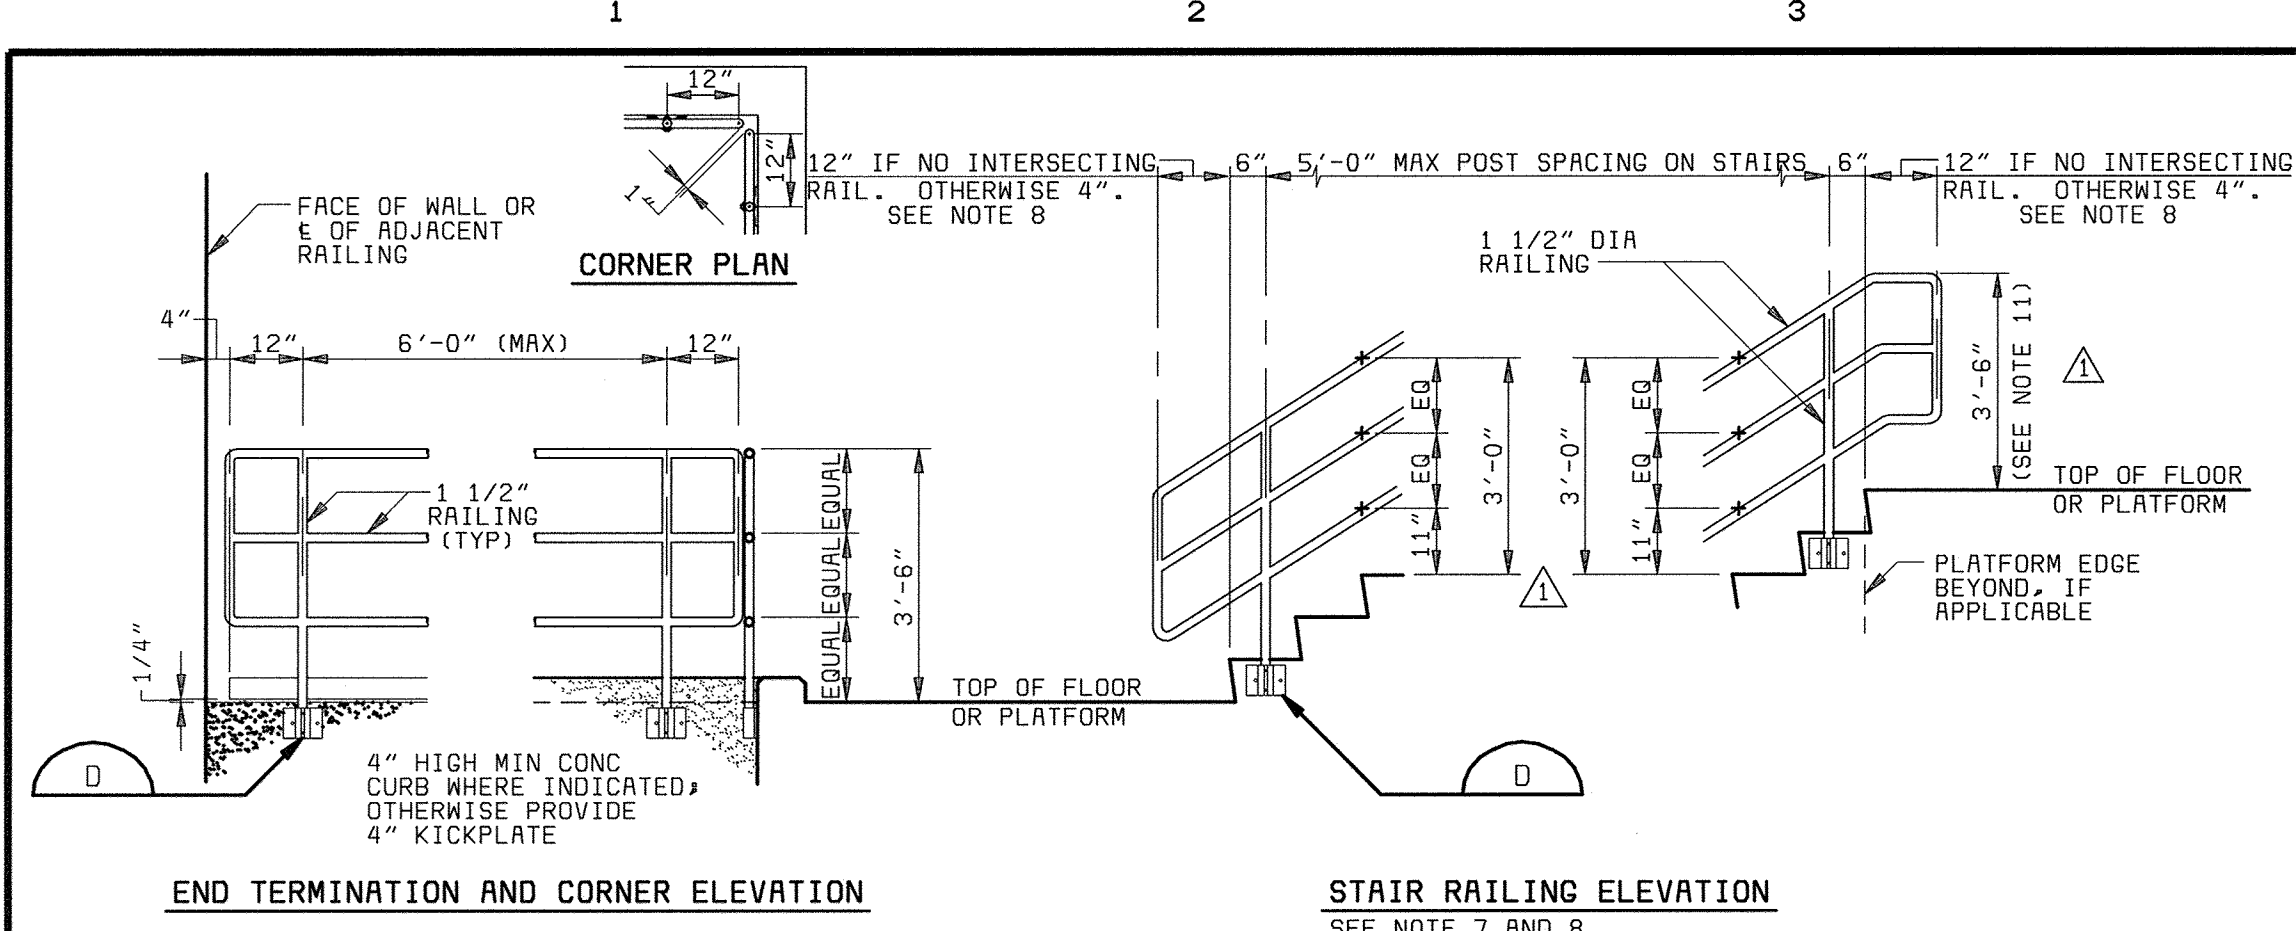 1 2 3
12"
12"
1"
CORNER PLAN
FACE OF WALL OR
℄ OF ADJACENT
RAILING
4"
12" 6'-0" (MAX) 12"
1 1/2"
RAILING
(TYP)
EQUAL
EQUAL
EQUAL
3'-6"
1/4"
TOP OF FLOOR
OR PLATFORM
D
4" HIGH MIN CONC
CURB WHERE INDICATED;
OTHERWISE PROVIDE
4" KICKPLATE
END TERMINATION AND CORNER ELEVATION
12" IF NO INTERSECTING
RAIL. OTHERWISE 4".
SEE NOTE 8
6" 5'-0" MAX POST SPACING ON STAIRS 6"
12" IF NO INTERSECTING
RAIL. OTHERWISE 4".
SEE NOTE 8
1 1/2" DIA
RAILING
EQ
EQ
11"
3'-0"
3'-0"
EQ
EQ
11"
1
3'-6"
(SEE NOTE 11)
1
TOP OF FLOOR
OR PLATFORM
PLATFORM EDGE
BEYOND, IF
APPLICABLE
D
STAIR RAILING ELEVATION
SEE NOTE 7 AND 8